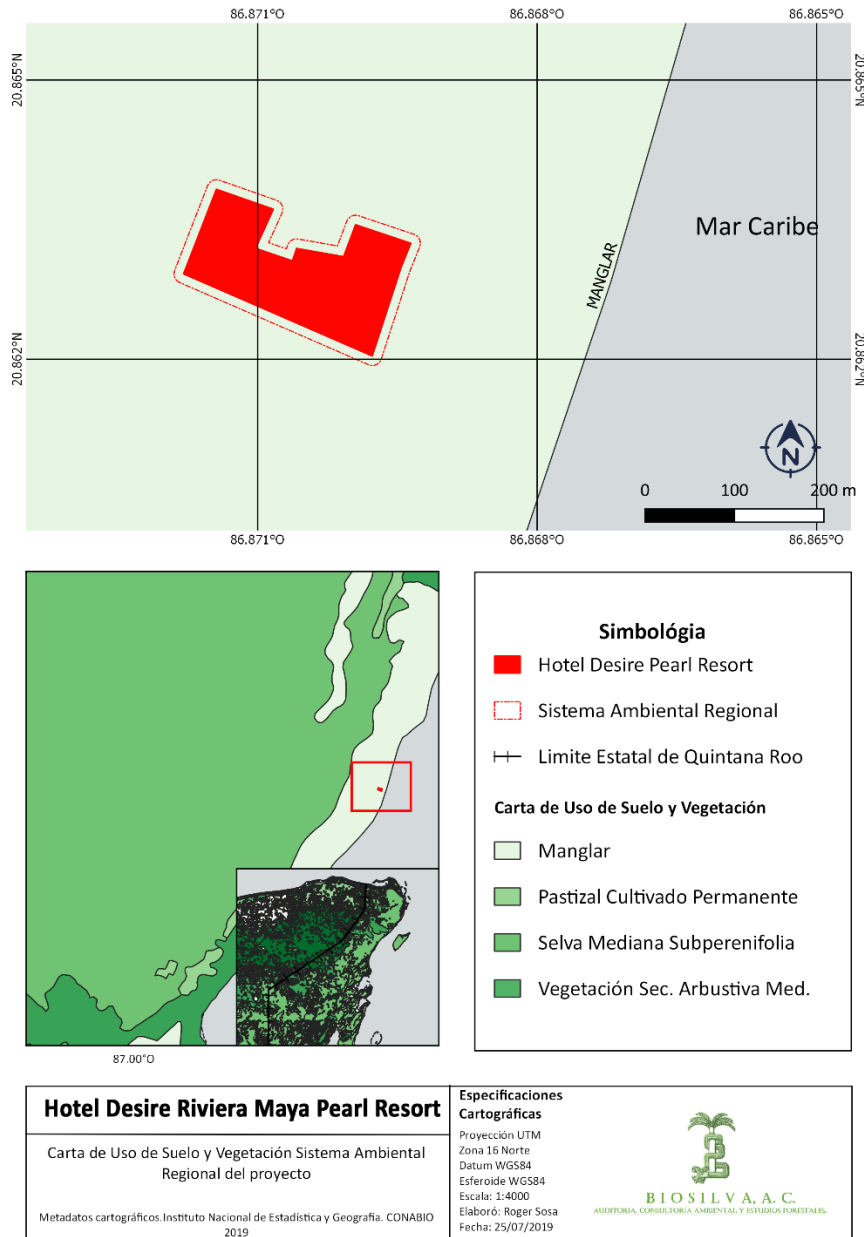 86.871°O
86.868°O
86.865°O
20.865°N
20.865°N
Mar Caribe
MANGLAR
20.862°N
20.862°N
N
0 100 200 m
86.871°O
86.868°O
86.865°O
Simbológia
Hotel Desire Pearl Resort
Sistema Ambiental Regional
Limite Estatal de Quintana Roo
Carta de Uso de Suelo y Vegetación
Manglar
Pastizal Cultivado Permanente
Selva Mediana Subperenifolia
Vegetación Sec. Arbustiva Med.
87.00°O
Hotel Desire Riviera Maya Pearl Resort
Carta de Uso de Suelo y Vegetación Sistema Ambiental
Regional del proyecto
Metadatos cartográficos.Instituto Nacional de Estadística y Geografía. CONABIO
2019
Especificaciones
Cartográficas
Proyección UTM
Zona 16 Norte
Datum WGS84
Esferoide WGS84
Escala: 1:4000
Elaboró: Roger Sosa
Fecha: 25/07/2019
BIOSILVA, A. C.
AUDITORIA, CONSULTORIA AMBIENTAL Y ESTUDIOS FORESTALES.